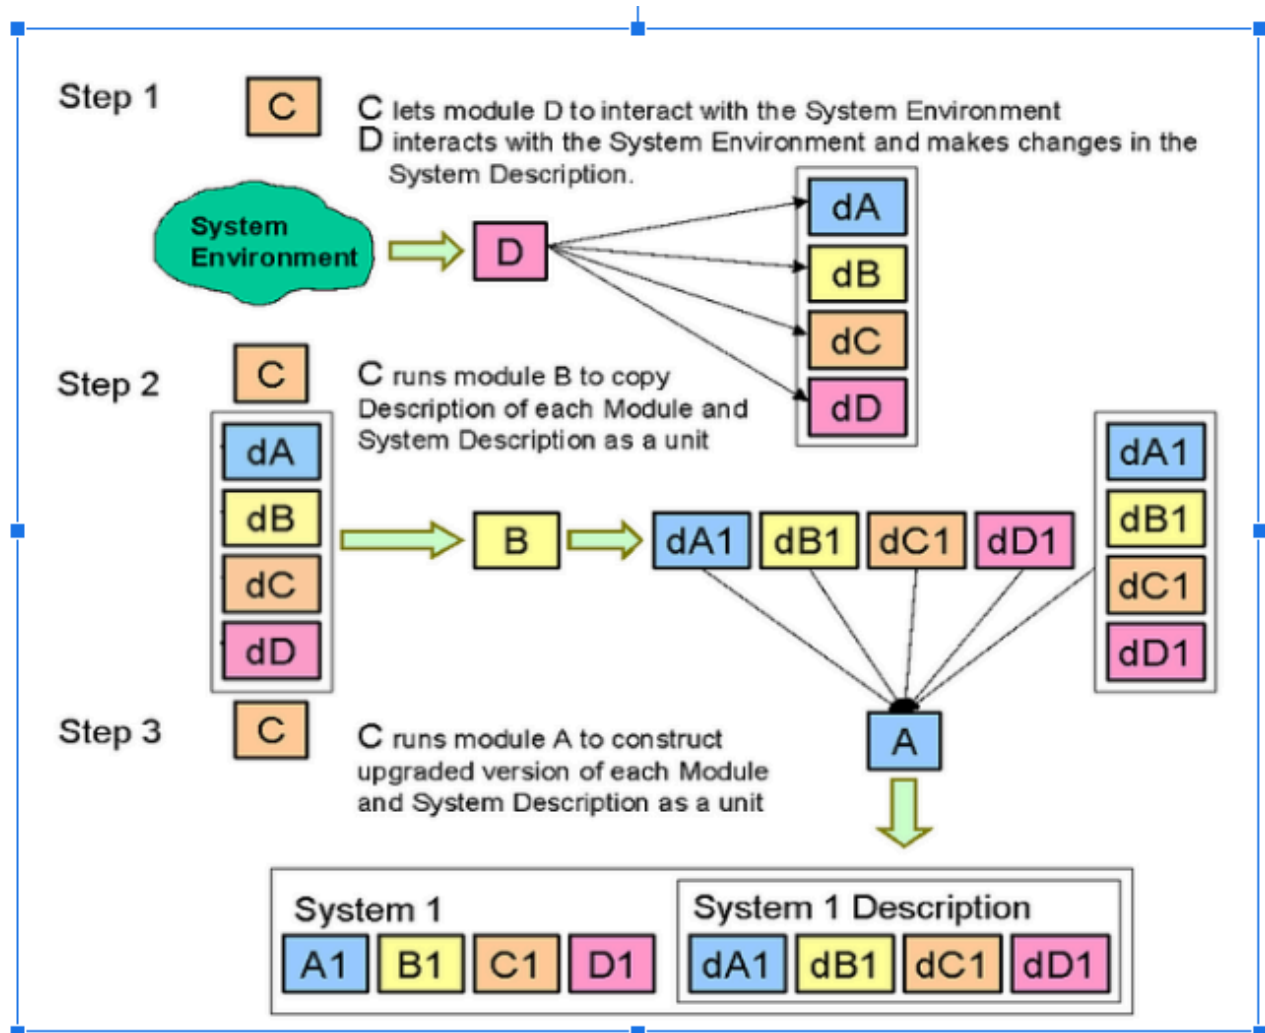 Step 1
C
C lets module D to interact with the System Environment
D interacts with the System Environment and makes changes in the
System Description.
System
Environment
D
dA
dB
dC
dD
Step 2
C
C runs module B to copy
Description of each Module and
System Description as a unit
dA
dB
dC
dD
B
dA1 dB1 dC1 dD1
dA1
dB1
dC1
dD1
Step 3
C
C runs module A to construct
upgraded version of each Module
and System Description as a unit
A
System 1
A1 B1 C1 D1
System 1 Description
dA1 dB1 dC1 dD1